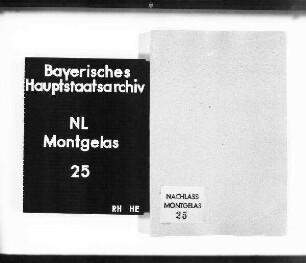 Bayerisches
Hauptstaatsarchiv
NL
Montgelas
25
RH HE
NACHLASS
MONTGELAS
25